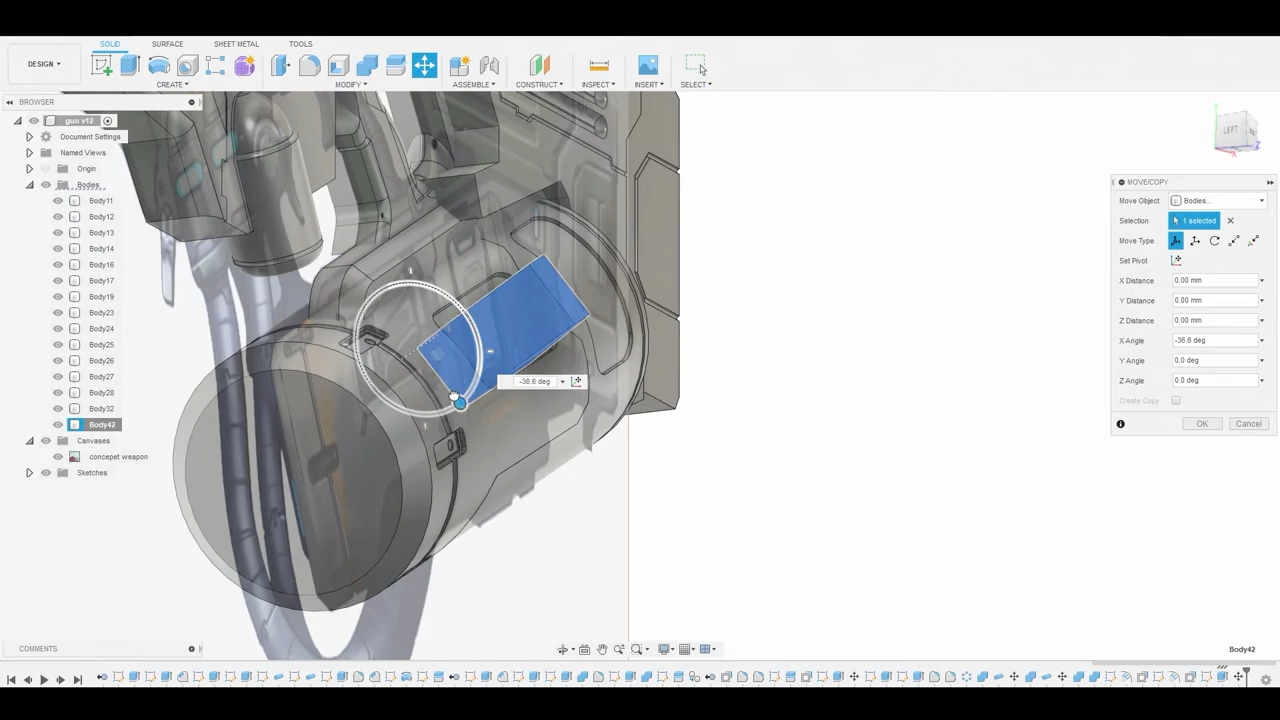 SOLID SURFACE SHEET METAL TOOLS
DESIGN
CREATE MODIFY ASSEMBLE CONSTRUCT INSPECT INSERT SELECT
BROWSER
gun v12
Document Settings
Named Views
Origin
Bodies
Body11
Body12
Body13
Body14
Body16
Body17
Body19
Body23
Body24
Body25
Body26
Body27
Body28
Body32
Body42
Canvases
concepet weapon
Sketches
-36.6 deg
LEFT
MOVE/COPY
Move Object Bodies...
Selection 1 selected
Move Type
Set Pivot
X Distance 0.00 mm
Y Distance 0.00 mm
Z Distance 0.00 mm
X Angle -36.6 deg
Y Angle 0.0 deg
Z Angle 0.0 deg
Create Copy
OK Cancel
COMMENTS
Body42